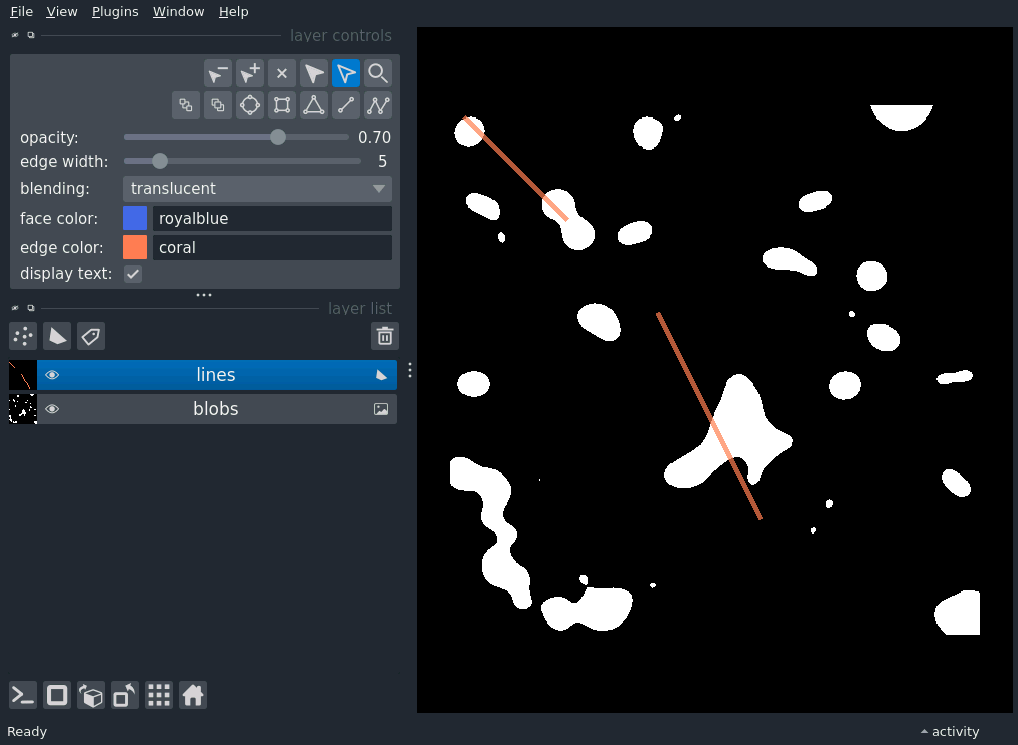 File View Plugins Window Help
layer controls
opacity: 0.70
edge width: 5
blending: translucent
face color: royalblue
edge color: coral
display text:
layer list
lines
blobs
Ready activity